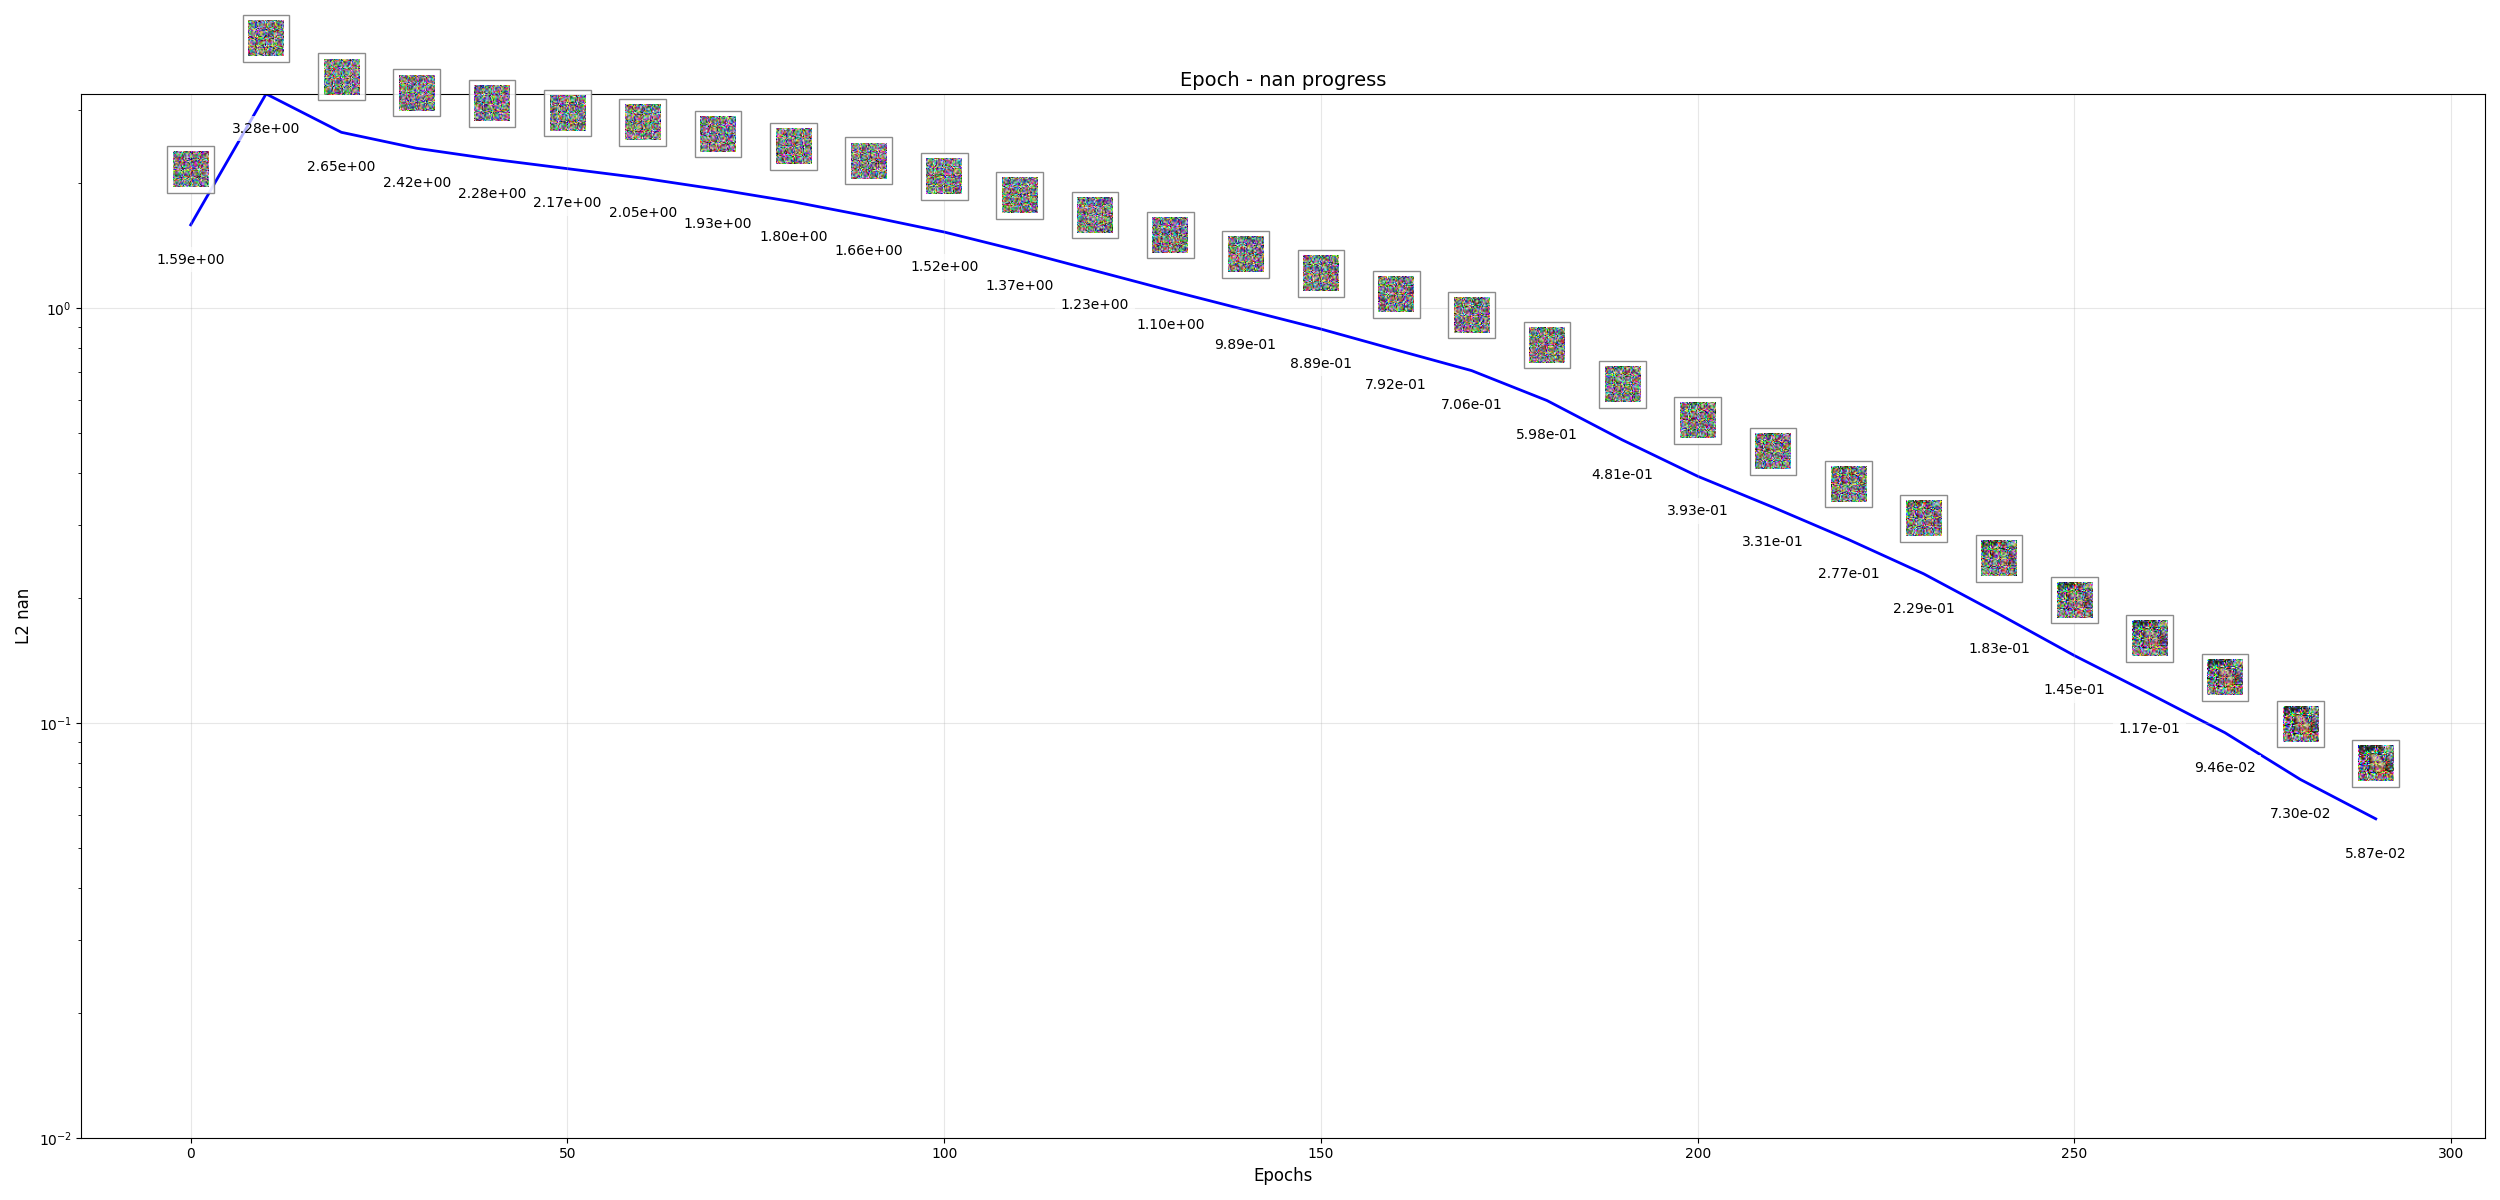 Epoch - nan progress
3.28e+00
2.65e+00
2.42e+00
2.28e+00
2.17e+00
2.05e+00
1.93e+00
1.80e+00
1.66e+00
1.59e+00
1.52e+00
1.37e+00
1.23e+00
1.10e+00
9.89e-01
8.89e-01
7.92e-01
7.06e-01
5.98e-01
4.81e-01
3.93e-01
3.31e-01
2.77e-01
2.29e-01
1.83e-01
1.45e-01
1.17e-01
9.46e-02
7.30e-02
5.87e-02
10⁰
10⁻¹
10⁻²
L2 nan
0 50 100 150 200 250 300
Epochs